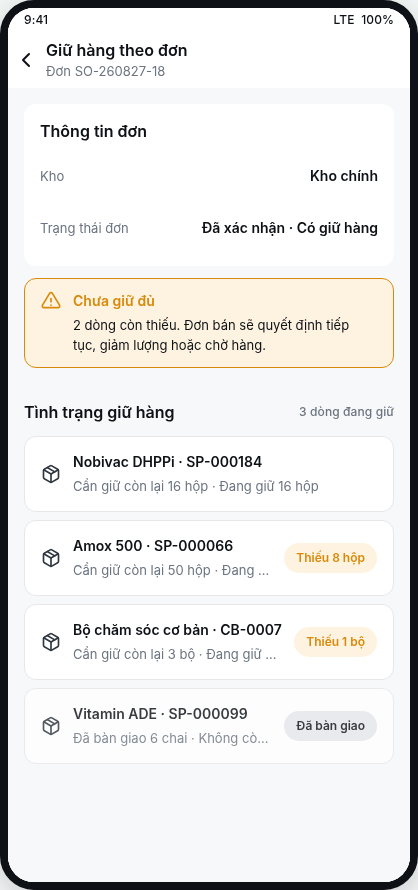 9:41
LTE 100%
Giữ hàng theo đơn
Đơn SO-260827-18
Thông tin đơn
Kho
Kho chính
Trạng thái đơn
Đã xác nhận · Có giữ hàng
Chưa giữ đủ
2 dòng còn thiếu. Đơn bán sẽ quyết định tiếp
tục, giảm lượng hoặc chờ hàng.
Tình trạng giữ hàng
3 dòng đang giữ
Nobivac DHPPi · SP-000184
Cần giữ còn lại 16 hộp · Đang giữ 16 hộp
Amox 500 · SP-000066
Cần giữ còn lại 50 hộp · Đang ...
Thiếu 8 hộp
Bộ chăm sóc cơ bản · CB-0007
Cần giữ còn lại 3 bộ · Đang giữ ...
Thiếu 1 bộ
Vitamin ADE · SP-000099
Đã bàn giao 6 chai · Không cò...
Đã bàn giao